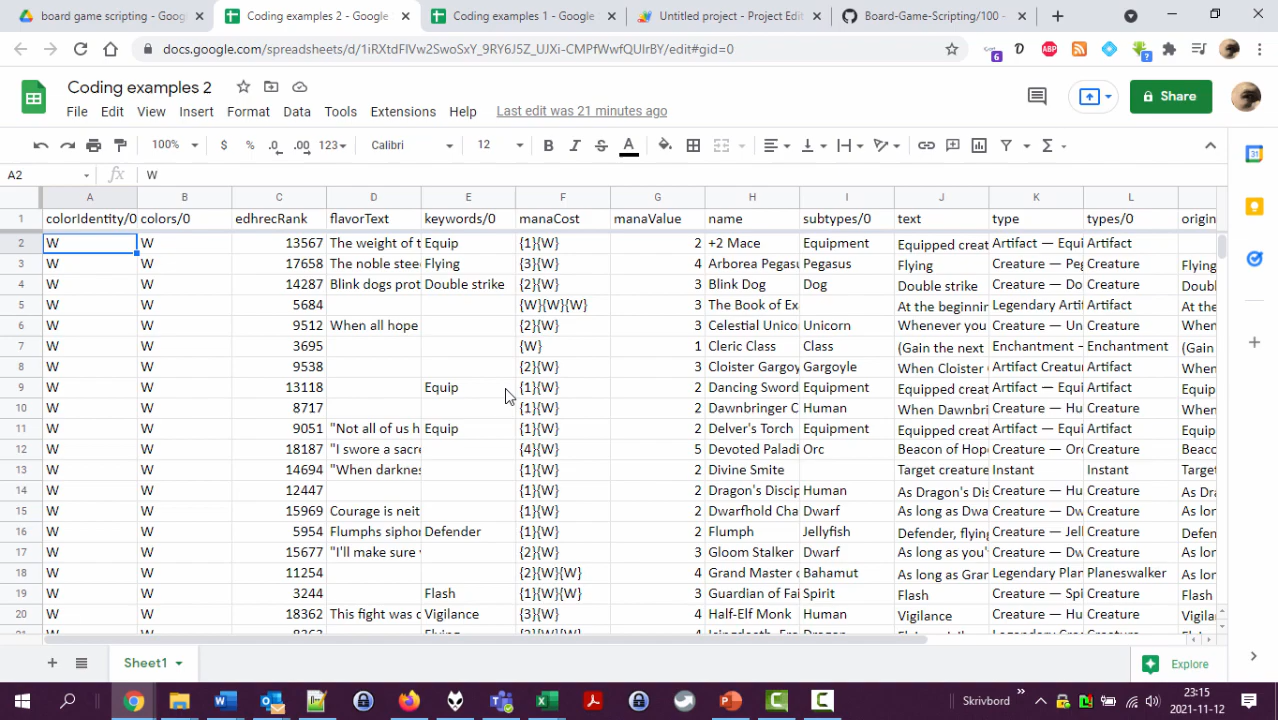 board game scripting - Goog
Coding examples 2 - Google
Coding examples 1 - Google
Untitled project - Project Edit
Board-Game-Scripting/100 -
docs.google.com/spreadsheets/d/1iRXtdFlVw2SwoSxY_9RY6J5Z_UJXi-CMPfWwfQUIrBY/edit#gid=0
Coding examples 2
File Edit View Insert Format Data Tools Extensions Help Last edit was 21 minutes ago
Share
100% $ % .0 .00 123 Calibri 12 B I S A
A2 fx W
A B C D E F G H I J K L
1 colorIdentity/0 colors/0 edhrecRank flavorText keywords/0 manaCost manaValue name subtypes/0 text type types/0 origin
2 W W 13567 The weight of t Equip {1}{W} 2 +2 Mace Equipment Equipped creat Artifact — Equi Artifact
3 W W 17658 The noble stee Flying {3}{W} 4 Arborea Pegasu Pegasus Flying Creature — Peg Creature Flying
4 W W 14287 Blink dogs prot Double strike {2}{W} 3 Blink Dog Dog Double strike Creature — Do Creature Doubl
5 W W 5684 {W}{W}{W} 3 The Book of Ex At the beginnin Legendary Arti Artifact At the
6 W W 9512 When all hope {2}{W} 3 Celestial Unico Unicorn Whenever you Creature — Un Creature When
7 W W 3695 {W} 1 Cleric Class Class (Gain the next Enchantment - Enchantment (Gain
8 W W 9538 {2}{W} 3 Cloister Gargoy Gargoyle When Cloister Artifact Creatur Artifact When
9 W W 13118 Equip {1}{W} 2 Dancing Sword Equipment Equipped creat Artifact — Equi Artifact Equip
10 W W 8717 {1}{W} 2 Dawnbringer C Human When Dawnbri Creature — Hu Creature When
11 W W 9051 "Not all of us h Equip {1}{W} 2 Delver's Torch Equipment Equipped creat Artifact — Equi Artifact Equip
12 W W 18187 "I swore a sacre {4}{W} 5 Devoted Paladi Orc Beacon of Hop Creature — Orc Creature Beaco
13 W W 14694 "When darknes {1}{W} 2 Divine Smite Target creature Instant Instant Target
14 W W 12447 {1}{W} 2 Dragon's Discip Human As Dragon's Dis Creature — Hu Creature As Dra
15 W W 15969 Courage is neit {1}{W} 2 Dwarfhold Cha Dwarf As long as Dwa Creature — Dw Creature As lon
16 W W 5954 Flumphs siphor Defender {1}{W} 2 Flumph Jellyfish Defender, flying Creature — Jell Creature Defen
17 W W 15677 "I'll make sure {2}{W} 3 Gloom Stalker Dwarf As long as you' Creature — Dw Creature As lon
18 W W 11254 {2}{W}{W} 4 Grand Master o Bahamut As long as Gran Legendary Plan Planeswalker As lon
19 W W 3244 Flash {1}{W}{W} 3 Guardian of Fai Spirit Flash Creature — Spi Creature Flash
20 W W 18362 This fight was c Vigilance {3}{W} 4 Half-Elf Monk Human Vigilance Creature — Hu Creature Vigilan
Sheet1
Explore
Skrivbord
23:15
2021-11-12